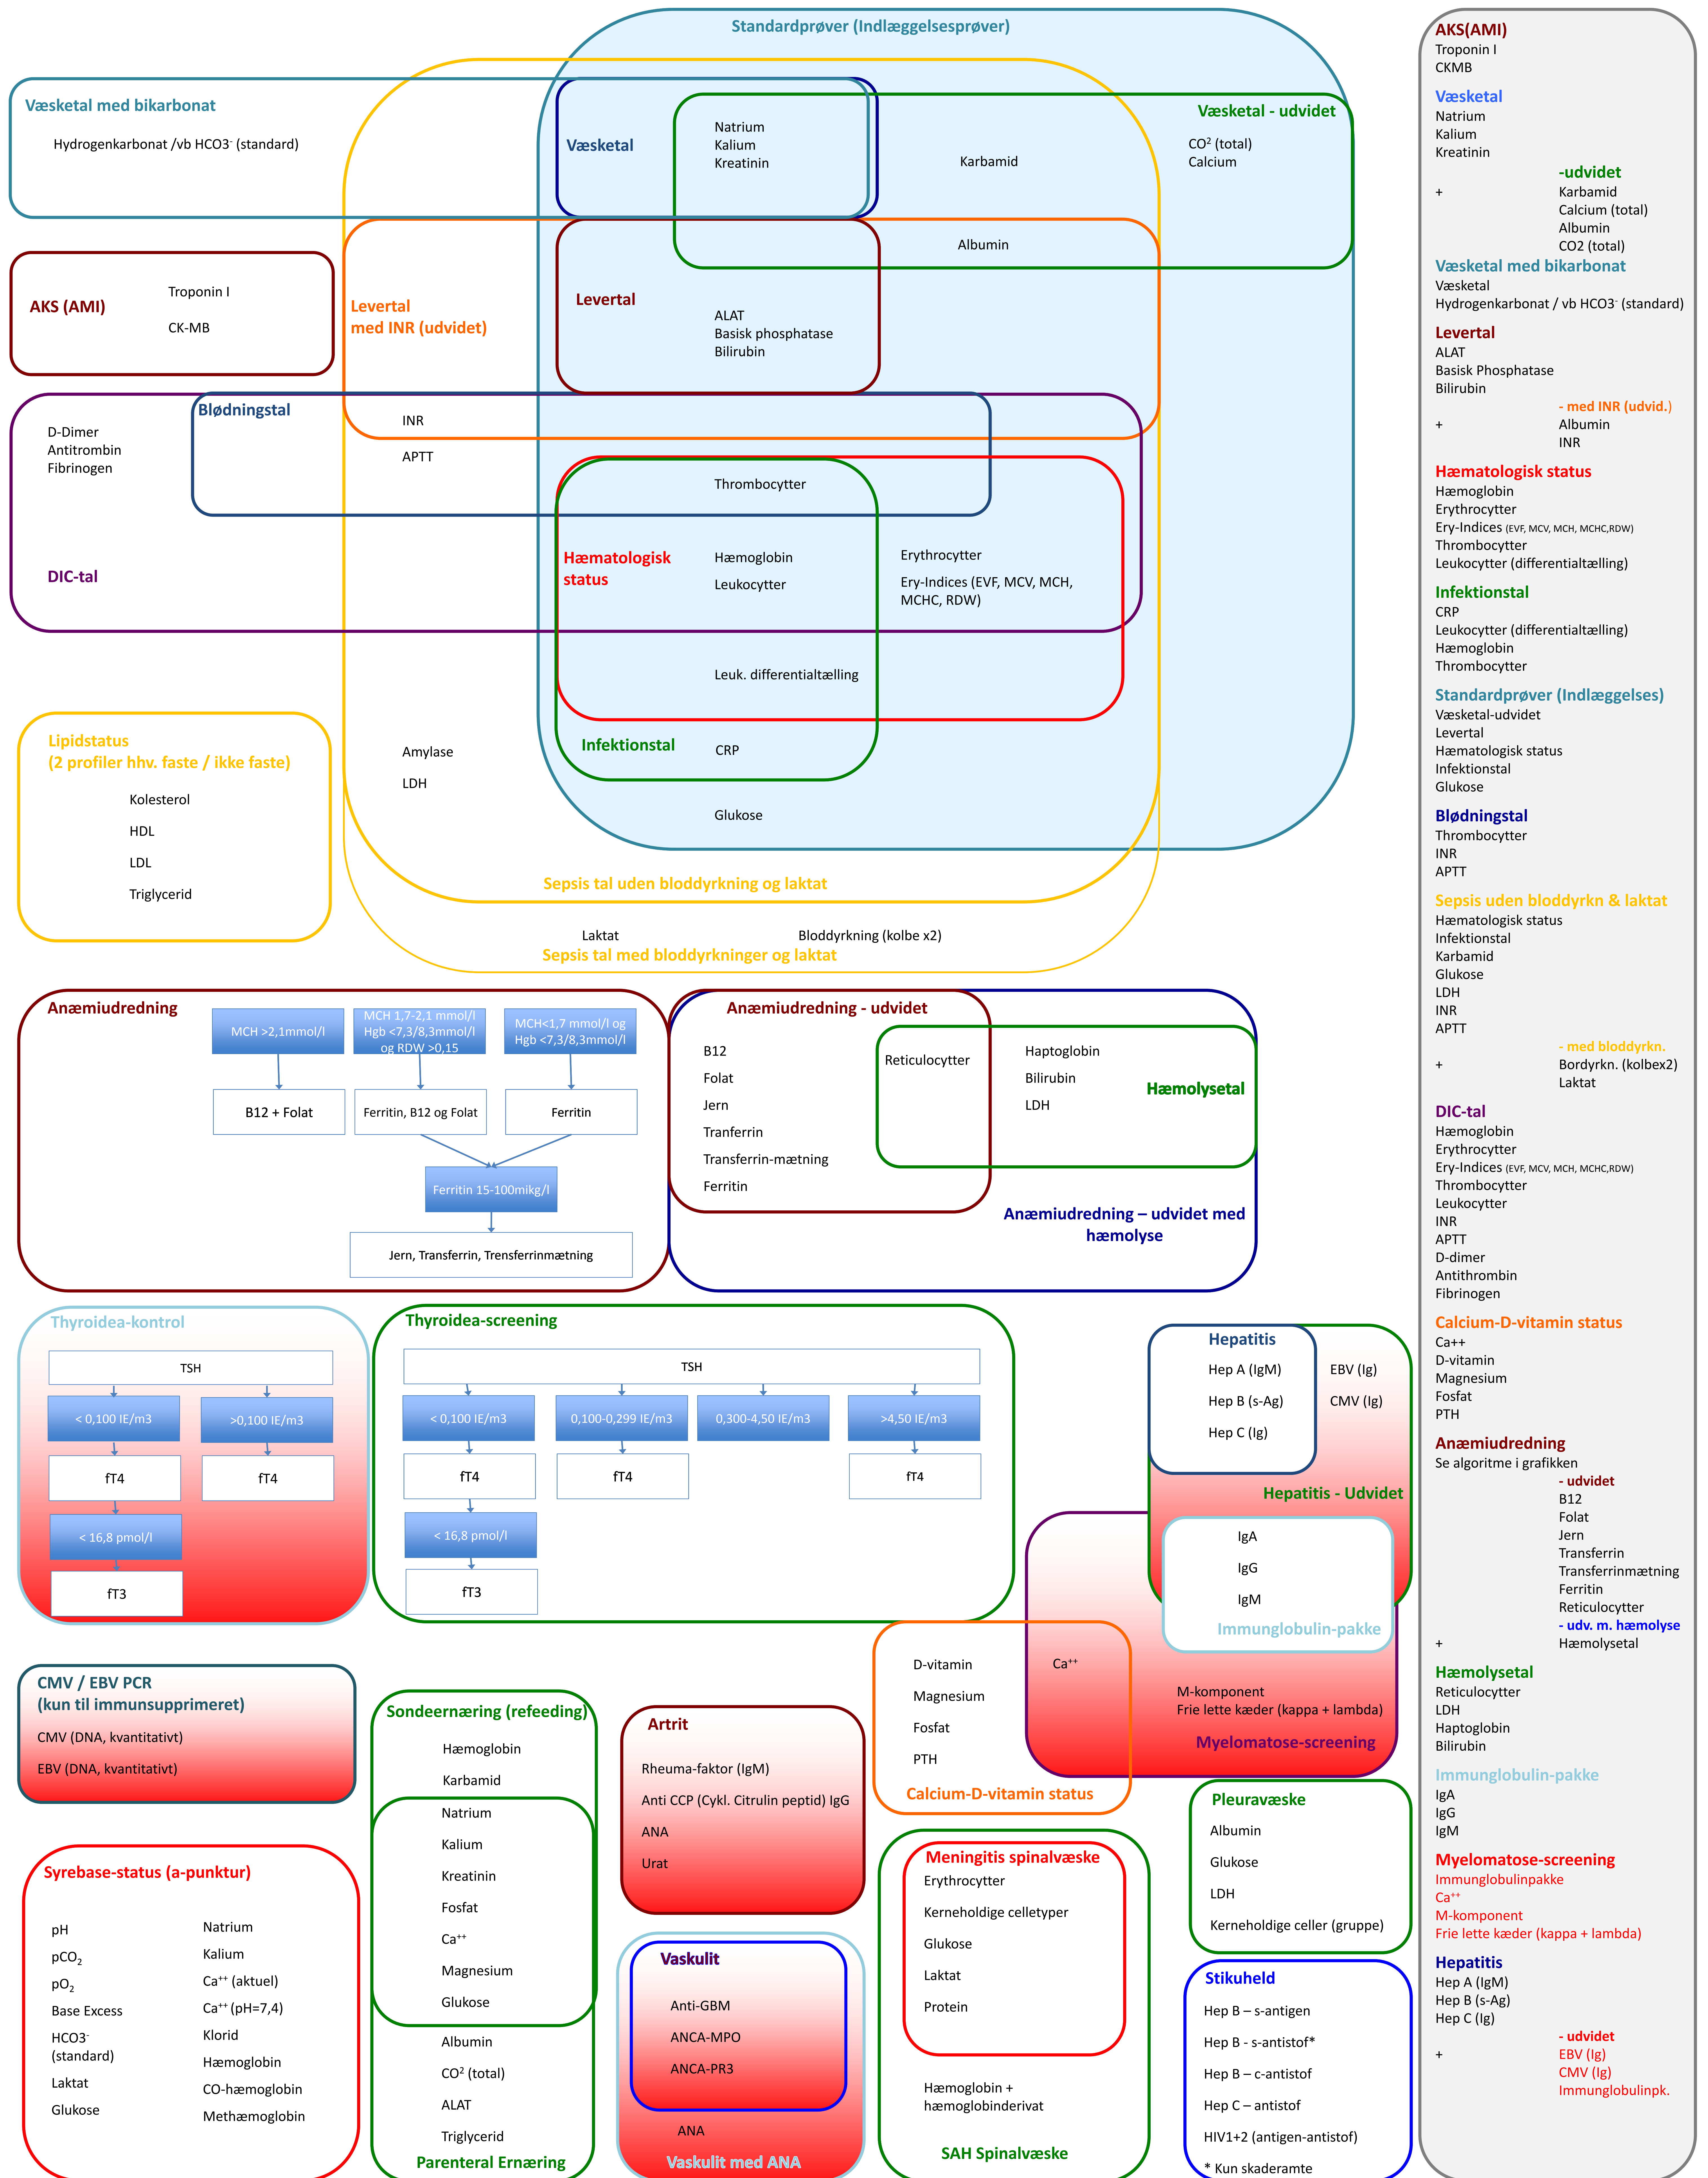 Standardprøver (Indlæggelsesprøver)
Væsketal med bikarbonat
Hydrogenkarbonat /vb HCO3⁻ (standard)
Væsketal
Natrium
Kalium
Kreatinin
Karbamid
Væsketal - udvidet
CO² (total)
Calcium
Albumin
AKS (AMI)
Troponin I
CK-MB
Levertal
med INR (udvidet)
Levertal
ALAT
Basisk phosphatase
Bilirubin
Blødningstal
D-Dimer
Antitrombin
Fibrinogen
INR
APTT
Thrombocytter
DIC-tal
Hæmatologisk
status
Hæmoglobin
Leukocytter
Erythrocytter
Ery-Indices (EVF, MCV, MCH,
MCHC, RDW)
Leuk. differentialtælling
Infektionstal
CRP
Amylase
LDH
Glukose
Lipidstatus
(2 profiler hhv. faste / ikke faste)
Kolesterol
HDL
LDL
Triglycerid
Sepsis tal uden bloddyrkning og laktat
Laktat
Bloddyrkning (kolbe x2)
Sepsis tal med bloddyrkninger og laktat
Anæmiudredning
MCH >2,1mmol/l
MCH 1,7-2,1 mmol/l
Hgb <7,3/8,3mmol/l
og RDW >0,15
MCH<1,7 mmol/l og
Hgb <7,3/8,3mmol/l
B12 + Folat
Ferritin, B12 og Folat
Ferritin
Ferritin 15-100mikg/l
Jern, Transferrin, Trensferrinmætning
Anæmiudredning - udvidet
B12
Folat
Jern
Tranferrin
Transferrin-mætning
Ferritin
Reticulocytter
Haptoglobin
Bilirubin
LDH
Hæmolysetal
Anæmiudredning – udvidet med
hæmolyse
Thyroidea-kontrol
TSH
< 0,100 IE/m3
>0,100 IE/m3
fT4
fT4
< 16,8 pmol/l
fT3
Thyroidea-screening
TSH
< 0,100 IE/m3
0,100-0,299 IE/m3
0,300-4,50 IE/m3
>4,50 IE/m3
fT4
fT4
fT4
< 16,8 pmol/l
fT3
Hepatitis
Hep A (IgM)
Hep B (s-Ag)
Hep C (Ig)
EBV (Ig)
CMV (Ig)
Hepatitis - Udvidet
IgA
IgG
IgM
Immunglobulin-pakke
Ca⁺⁺
M-komponent
Frie lette kæder (kappa + lambda)
Myelomatose-screening
D-vitamin
Magnesium
Fosfat
PTH
Calcium-D-vitamin status
CMV / EBV PCR
(kun til immunsupprimeret)
CMV (DNA, kvantitativt)
EBV (DNA, kvantitativt)
Sondeernæring (refeeding)
Hæmoglobin
Karbamid
Natrium
Kalium
Kreatinin
Fosfat
Ca⁺⁺
Magnesium
Glukose
Albumin
CO² (total)
ALAT
Triglycerid
Parenteral Ernæring
Artrit
Rheuma-faktor (IgM)
Anti CCP (Cykl. Citrulin peptid) IgG
ANA
Urat
Syrebase-status (a-punktur)
pH
pCO₂
pO₂
Base Excess
HCO3⁻
(standard)
Laktat
Glukose
Natrium
Kalium
Ca⁺⁺ (aktuel)
Ca⁺⁺ (pH=7,4)
Klorid
Hæmoglobin
CO-hæmoglobin
Methæmoglobin
Vaskulit
Anti-GBM
ANCA-MPO
ANCA-PR3
ANA
Vaskulit med ANA
Meningitis spinalvæske
Erythrocytter
Kerneholdige celletyper
Glukose
Laktat
Protein
Hæmoglobin +
hæmoglobinderivat
SAH Spinalvæske
Pleuravæske
Albumin
Glukose
LDH
Kerneholdige celler (gruppe)
Stikuheld
Hep B – s-antigen
Hep B - s-antistof*
Hep B – c-antistof
Hep C – antistof
HIV1+2 (antigen-antistof)
* Kun skaderamte
AKS(AMI)
Troponin I
CKMB
Væsketal
Natrium
Kalium
Kreatinin
-udvidet
+ Karbamid
Calcium (total)
Albumin
CO2 (total)
Væsketal med bikarbonat
Væsketal
Hydrogenkarbonat / vb HCO3⁻ (standard)
Levertal
ALAT
Basisk Phosphatase
Bilirubin
- med INR (udvid.)
+ Albumin
INR
Hæmatologisk status
Hæmoglobin
Erythrocytter
Ery-Indices (EVF, MCV, MCH, MCHC,RDW)
Thrombocytter
Leukocytter (differentialtælling)
Infektionstal
CRP
Leukocytter (differentialtælling)
Hæmoglobin
Thrombocytter
Standardprøver (Indlæggelses)
Væsketal-udvidet
Levertal
Hæmatologisk status
Infektionstal
Glukose
Blødningstal
Thrombocytter
INR
APTT
Sepsis uden bloddyrkn & laktat
Hæmatologisk status
Infektionstal
Karbamid
Glukose
LDH
INR
APTT
- med bloddyrkn.
+ Bordyrkn. (kolbex2)
Laktat
DIC-tal
Hæmoglobin
Erythrocytter
Ery-Indices (EVF, MCV, MCH, MCHC,RDW)
Thrombocytter
Leukocytter
INR
APTT
D-dimer
Antithrombin
Fibrinogen
Calcium-D-vitamin status
Ca++
D-vitamin
Magnesium
Fosfat
PTH
Anæmiudredning
Se algoritme i grafikken
- udvidet
B12
Folat
Jern
Transferrin
Transferrinmætning
Ferritin
Reticulocytter
- udv. m. hæmolyse
+ Hæmolysetal
Hæmolysetal
Reticulocytter
LDH
Haptoglobin
Bilirubin
Immunglobulin-pakke
IgA
IgG
IgM
Myelomatose-screening
Immunglobulinpakke
Ca⁺⁺
M-komponent
Frie lette kæder (kappa + lambda)
Hepatitis
Hep A (IgM)
Hep B (s-Ag)
Hep C (Ig)
- udvidet
+ EBV (Ig)
CMV (Ig)
Immunglobulinpk.